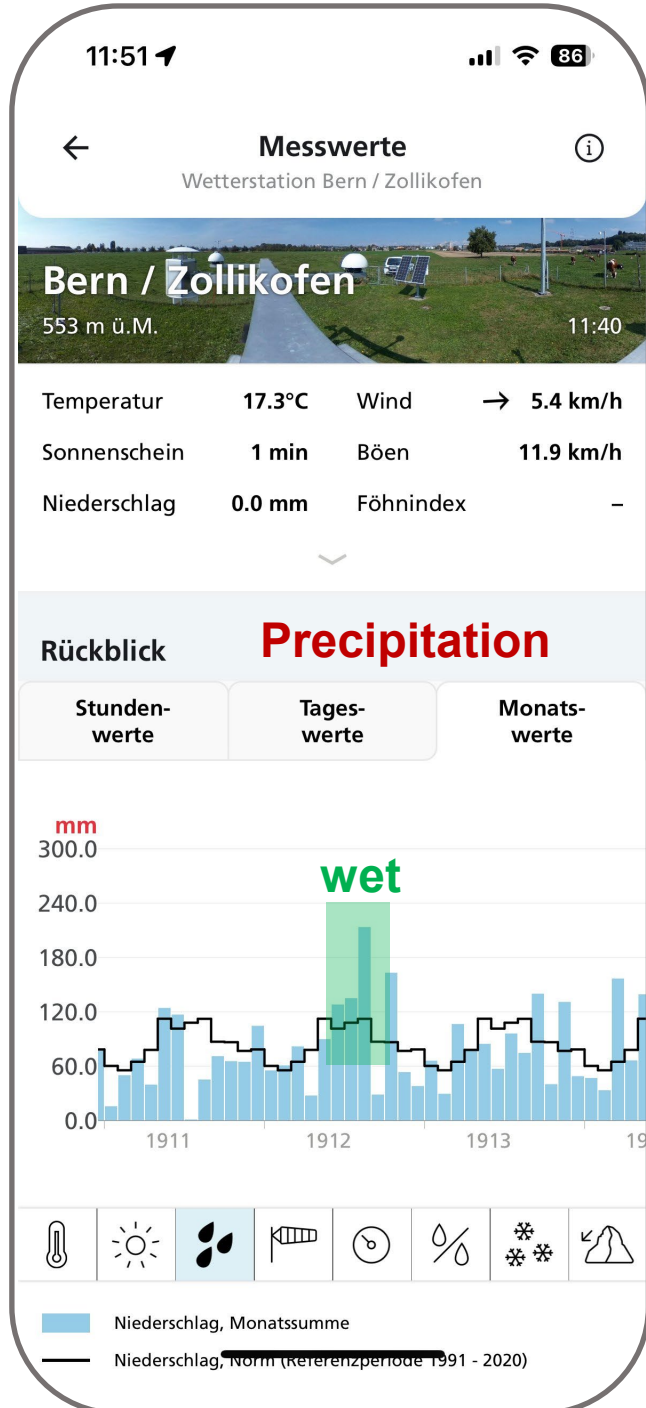 11:51
86
Messwerte
Wetterstation Bern / Zollikofen
Bern / Zollikofen
553 m ü.M.
11:40
Temperatur 17.3°C Wind → 5.4 km/h
Sonnenschein 1 min Böen 11.9 km/h
Niederschlag 0.0 mm Föhnindex –
Rückblick
Precipitation
Stunden-
werte
Tages-
werte
Monats-
werte
mm
300.0
wet
240.0
180.0
120.0
60.0
0.0
1911 1912 1913 19
Niederschlag, Monatssumme
Niederschlag, Norm (Referenzperiode 1991 - 2020)